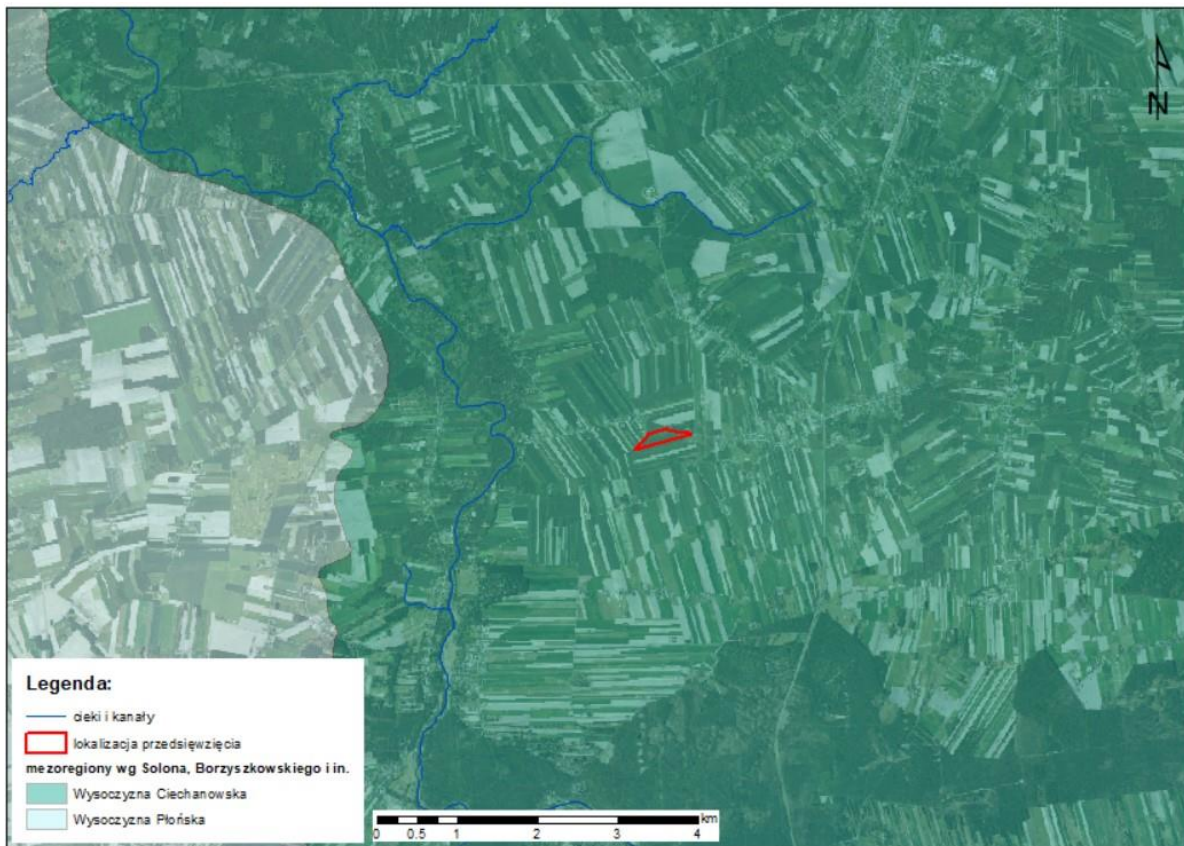 N
Legenda:
cieki i kanały
lokalizacja przedsięwzięcia
mezoregiony wg Solona, Borzyszkowskiego i in.
Wysoczyzna Ciechanowska
Wysoczyzna Płońska
km
0 0.5 1 2 3 4